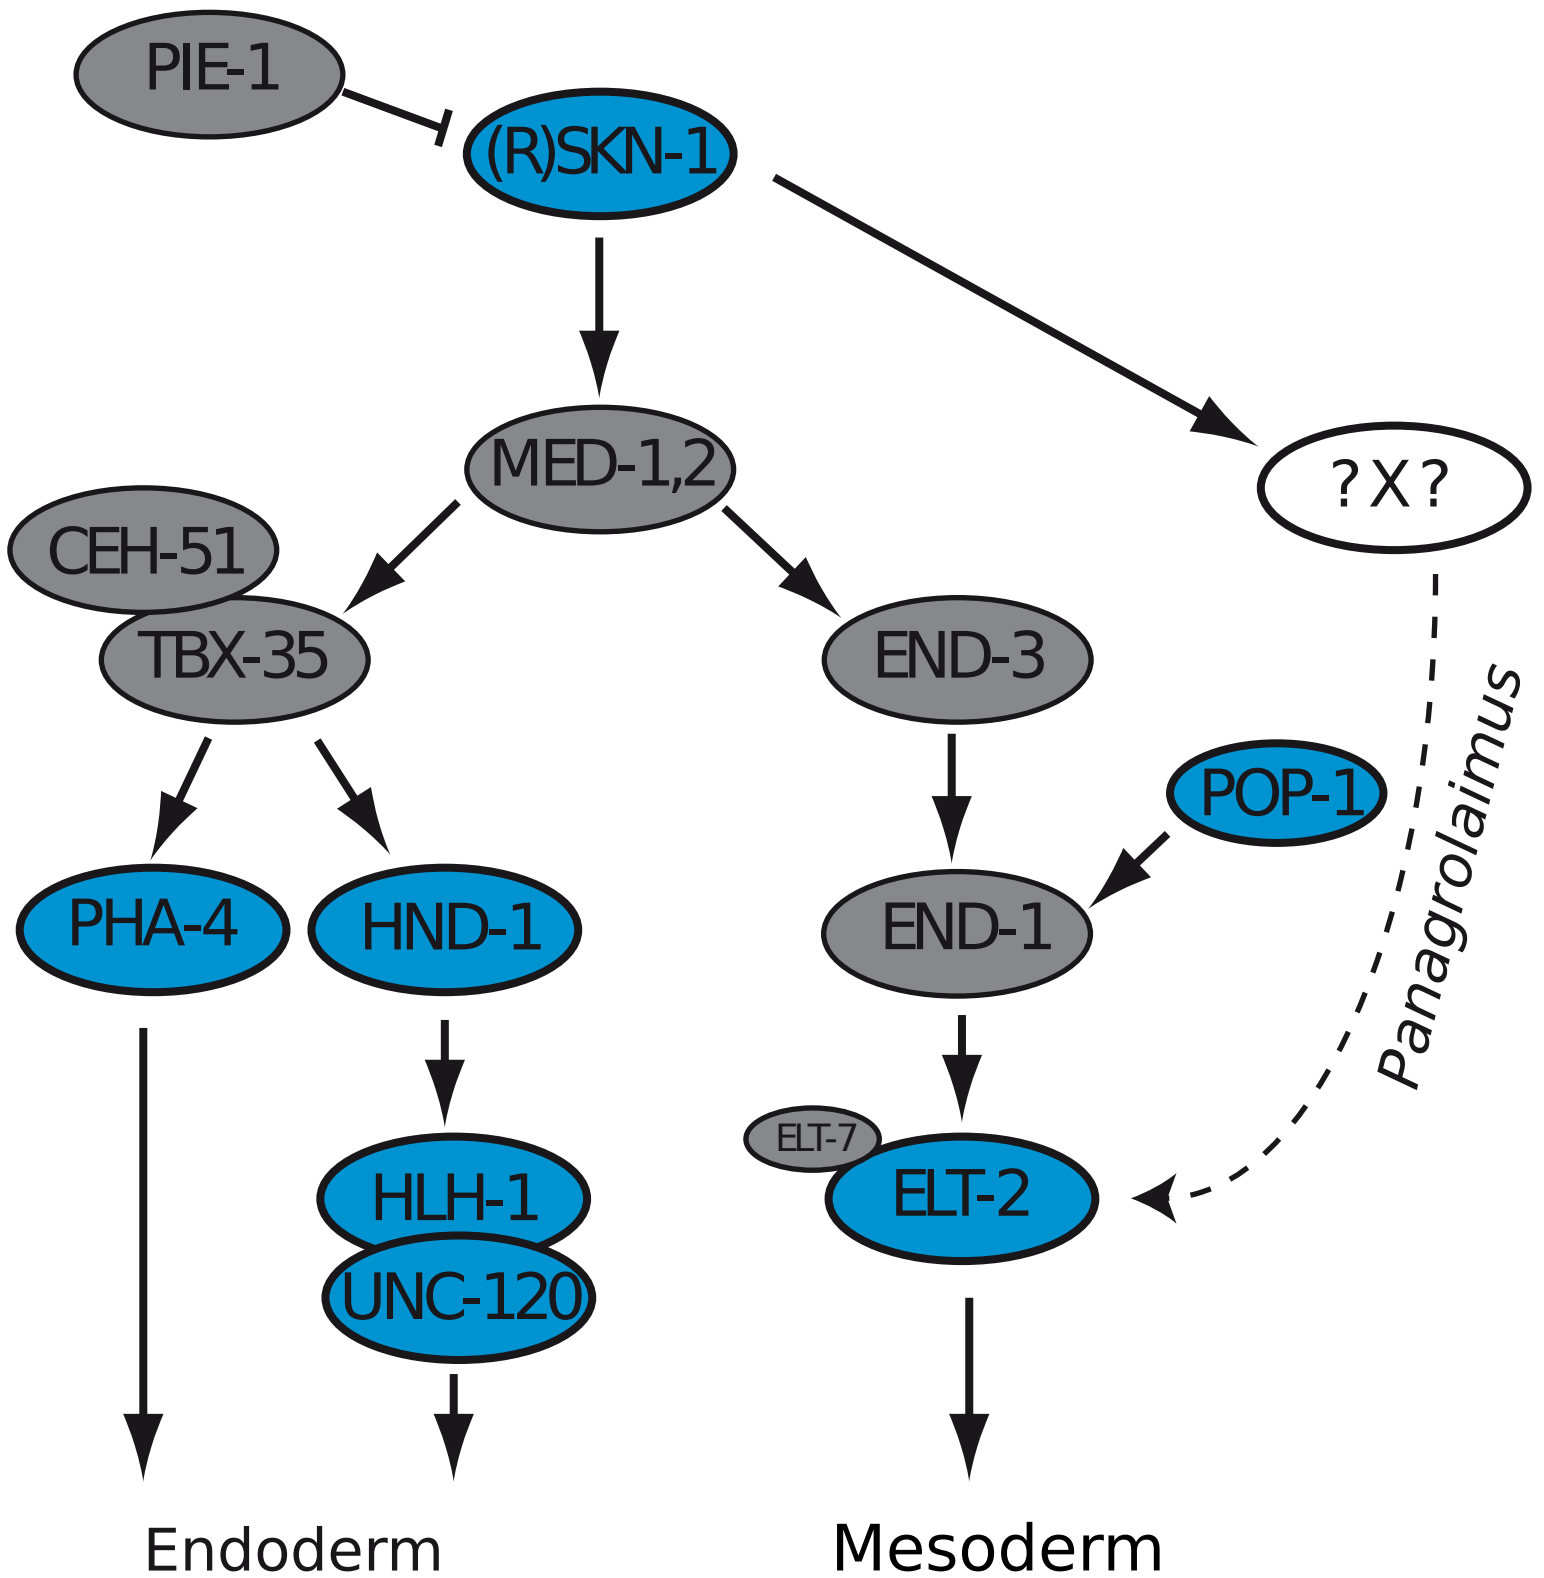 PIE-1
(R)SKN-1
MED-1,2
?X?
CEH-51
TBX-35
END-3
POP-1
Panagrolaimus
PHA-4
HND-1
END-1
ELT-7
ELT-2
HLH-1
UNC-120
Endoderm
Mesoderm